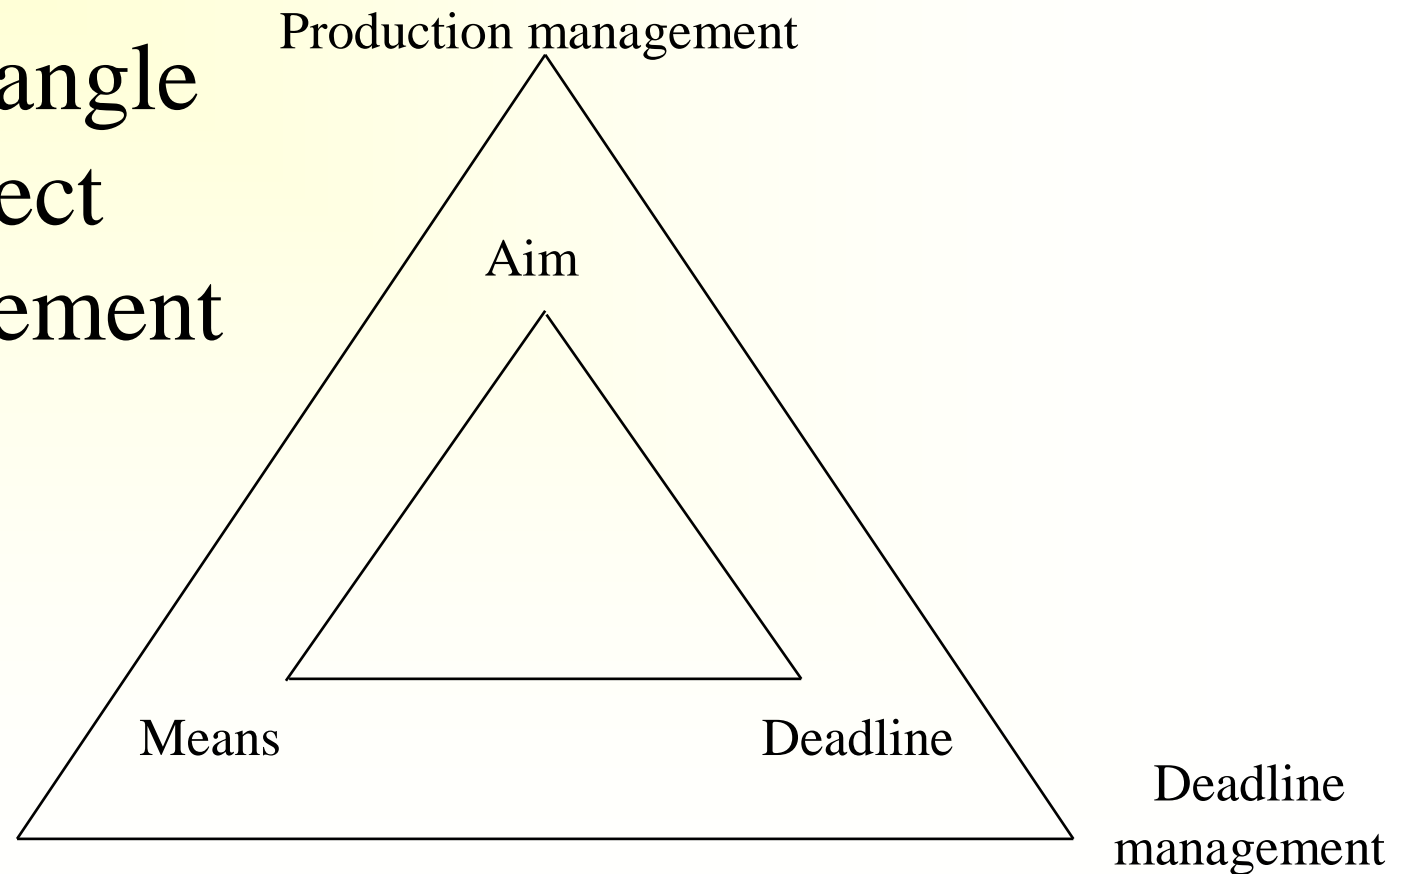 Production management
angle
ect
ement
Aim
Means
Deadline
Deadline
management